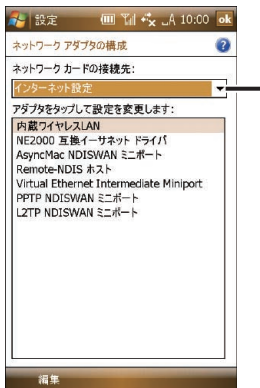 設定 A 10:00 ok
ネットワーク アダプタの構成
ネットワーク カードの接続先:
インターネット設定
アダプタをタップして設定を変更します:
内蔵ワイヤレスLAN
NE2000 互換イーサネット ドライバ
AsyncMac NDISWAN ミニポート
Remote-NDIS ホスト
Virtual Ethernet Intermediate Miniport
PPTP NDISWAN ミニポート
L2TP NDISWAN ミニポート
編集